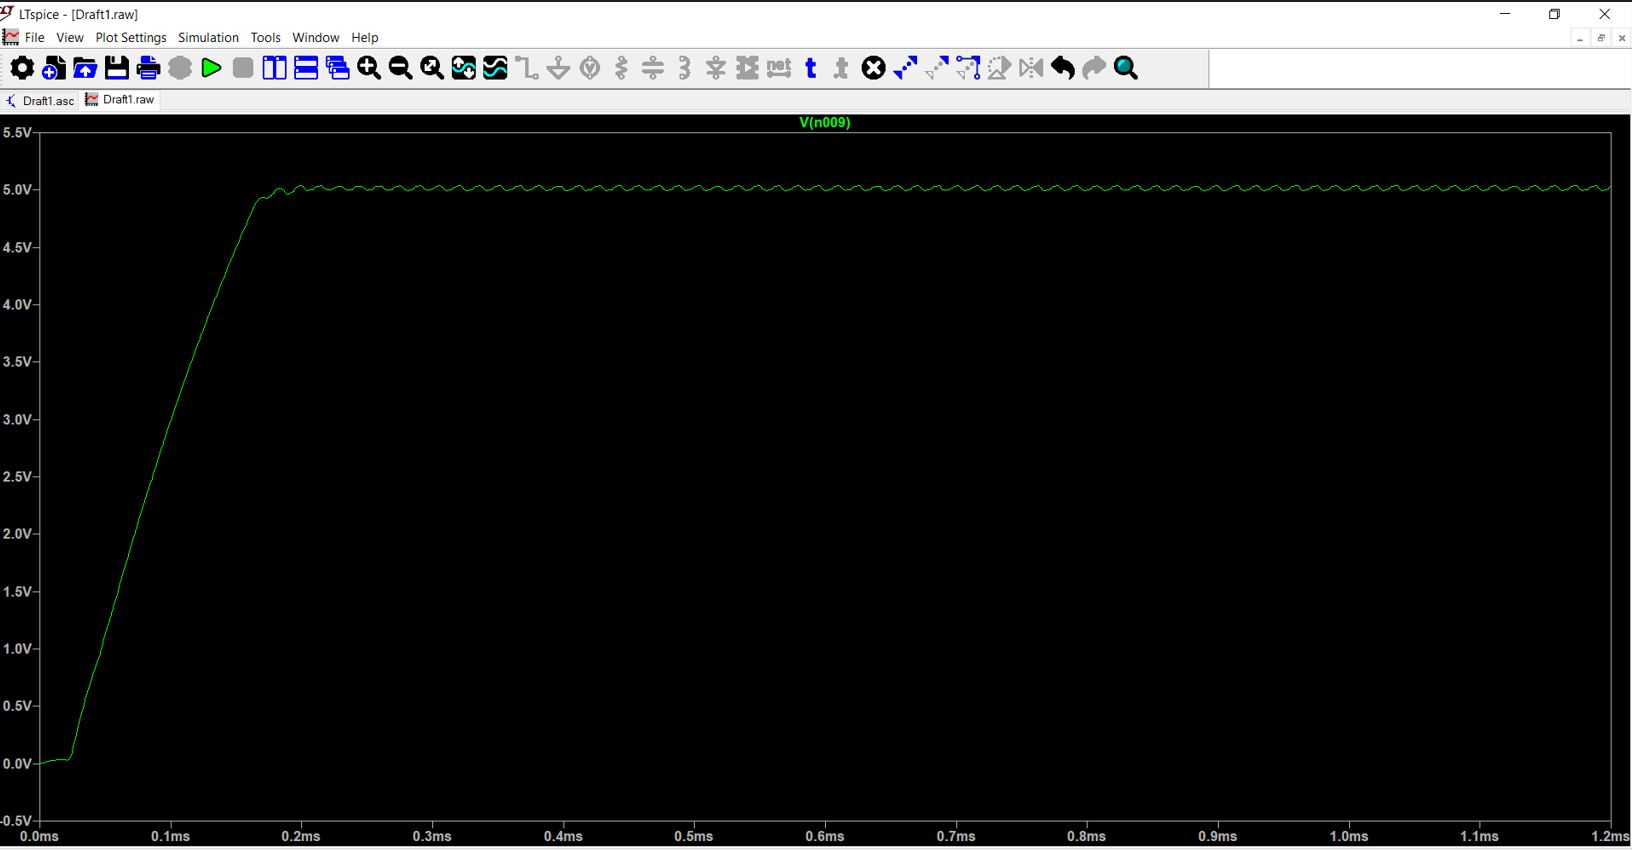 LTspice - [Draft1.raw]
File View Plot Settings Simulation Tools Window Help
net t .t
Draft1.asc Draft1.raw
V(n009)
5.5V
5.0V
4.5V
4.0V
3.5V
3.0V
2.5V
2.0V
1.5V
1.0V
0.5V
0.0V
-0.5V
0.0ms 0.1ms 0.2ms 0.3ms 0.4ms 0.5ms 0.6ms 0.7ms 0.8ms 0.9ms 1.0ms 1.1ms 1.2ms